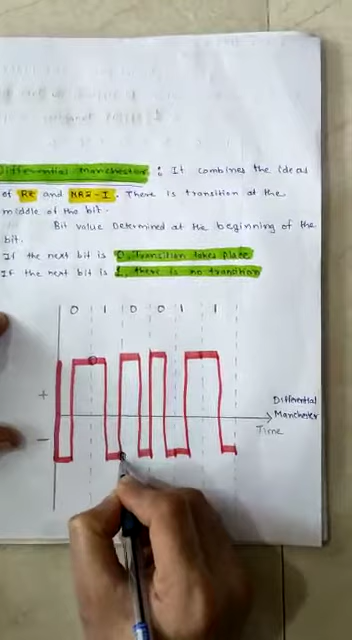 Differential Manchester : It combines the ideas
of RZ and NRZ-I. There is transition at the
middle of the bit.
Bit value Determined at the beginning of the
bit.
If the next bit is 0, Transition takes place
If the next bit is 1, there is no transition
0 1 0 0 1 1
+
Differential
Manchester
−
Time